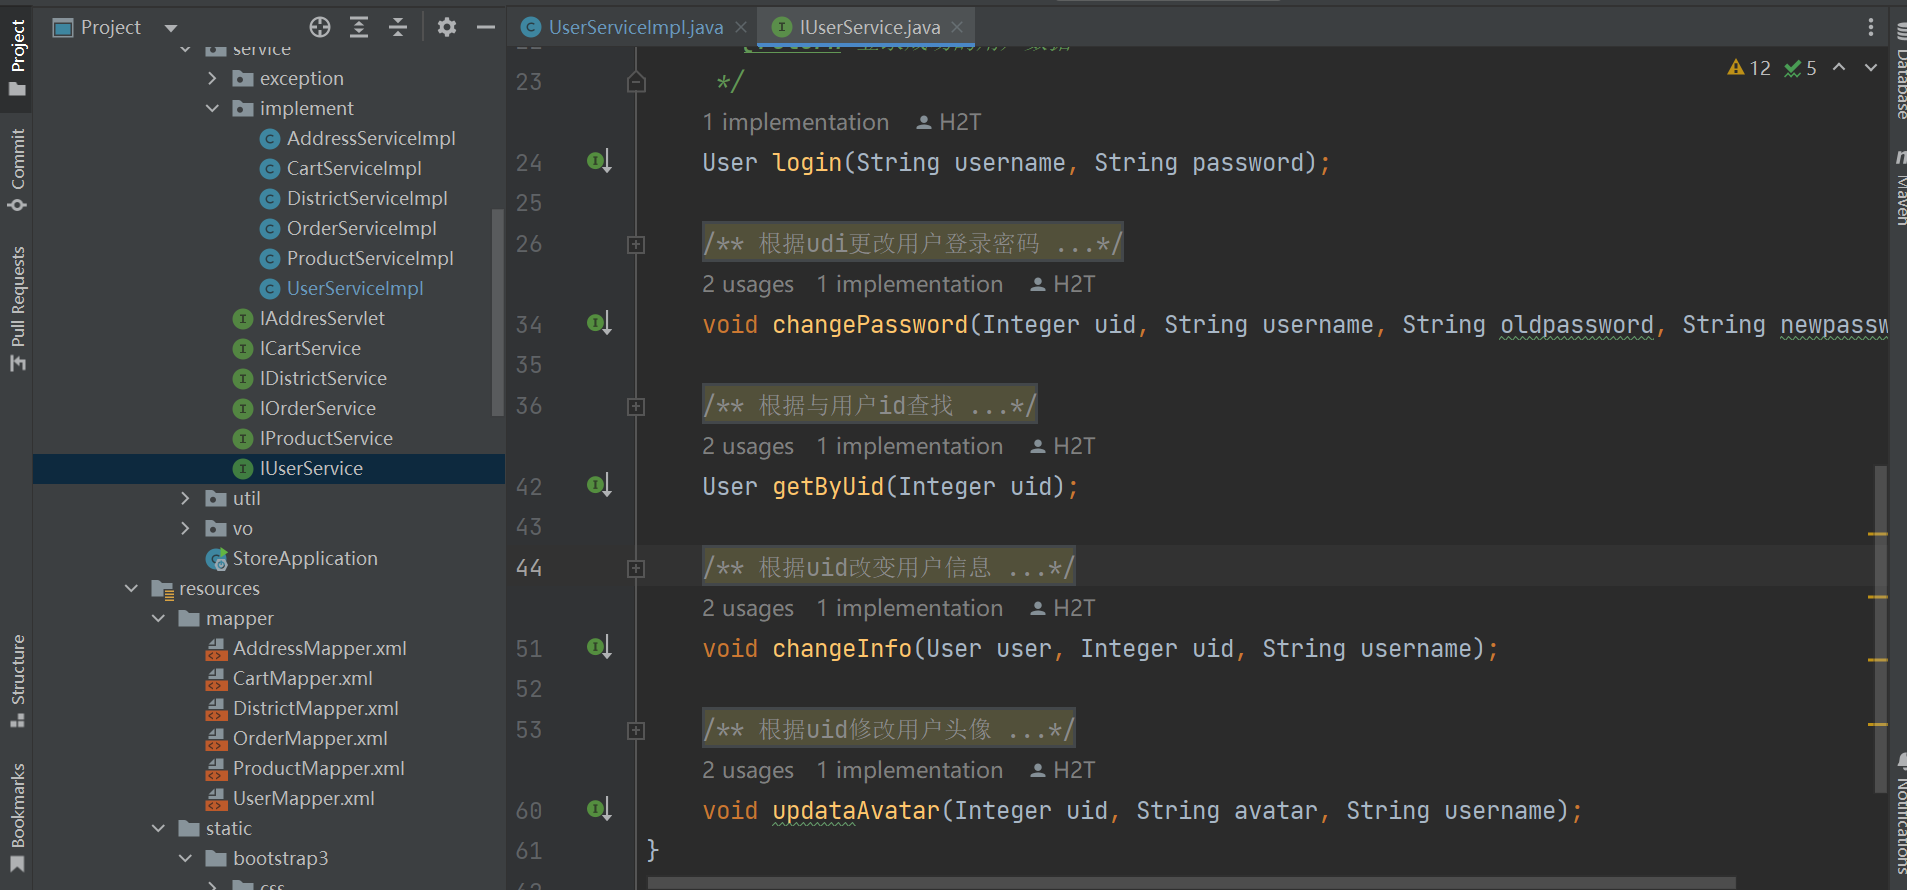 Project
UserServiceImpl.java
IUserService.java
service
exception
implement
AddressServiceImpl
CartServiceImpl
DistrictServiceImpl
OrderServiceImpl
ProductServiceImpl
UserServiceImpl
IAddresServlet
ICartService
IDistrictService
IOrderService
IProductService
IUserService
util
vo
StoreApplication
resources
mapper
AddressMapper.xml
CartMapper.xml
DistrictMapper.xml
OrderMapper.xml
ProductMapper.xml
UserMapper.xml
static
bootstrap3
css
Project
Commit
Pull Requests
Structure
Bookmarks
12 5
23 */
1 implementation H2T
24 User login(String username, String password);
25
26 /** 根据udi更改用户登录密码 ...*/
2 usages 1 implementation H2T
34 void changePassword(Integer uid, String username, String oldpassword, String newpassw
35
36 /** 根据与用户id查找 ...*/
2 usages 1 implementation H2T
42 User getByUid(Integer uid);
43
44 /** 根据uid改变用户信息 ...*/
2 usages 1 implementation H2T
51 void changeInfo(User user, Integer uid, String username);
52
53 /** 根据uid修改用户头像 ...*/
2 usages 1 implementation H2T
60 void updataAvatar(Integer uid, String avatar, String username);
61 }
Database
Maven
Notifications